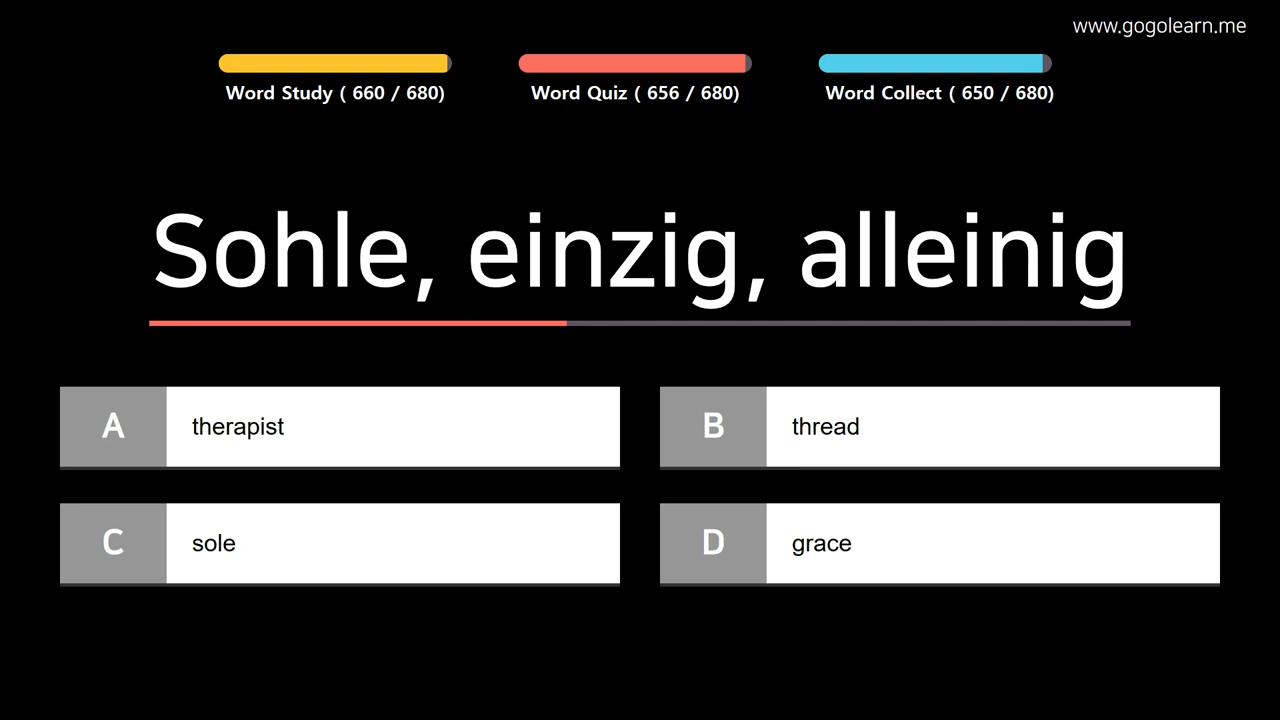 www.gogolearn.me
Word Study ( 660 / 680)
Word Quiz ( 656 / 680)
Word Collect ( 650 / 680)
Sohle, einzig, alleinig
A
therapist
B
thread
C
sole
D
grace